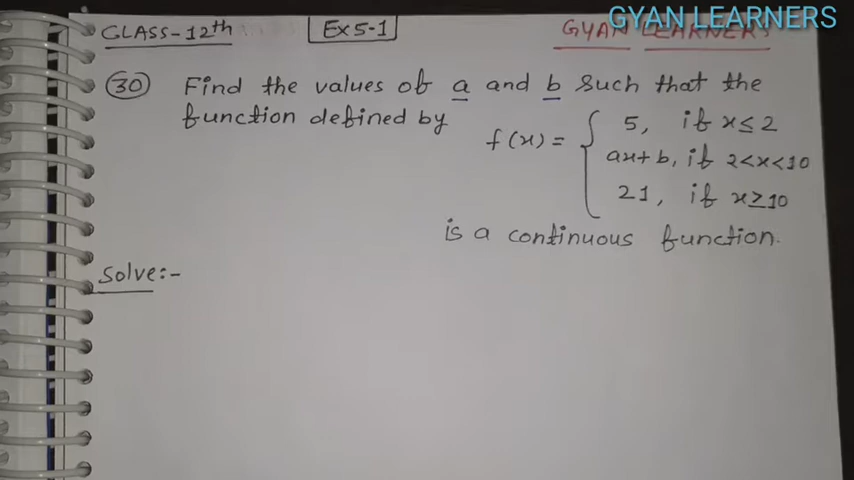 GYAN LEARNERS
CLASS-12th Ex 5-1 GYAN LEARNERS
30 Find the values of a and b such that the
function defined by
f(x) = { 5, if x ≤ 2
ax+b, if 2<x<10
21, if x ≥ 10
is a continuous function.
Solve:-